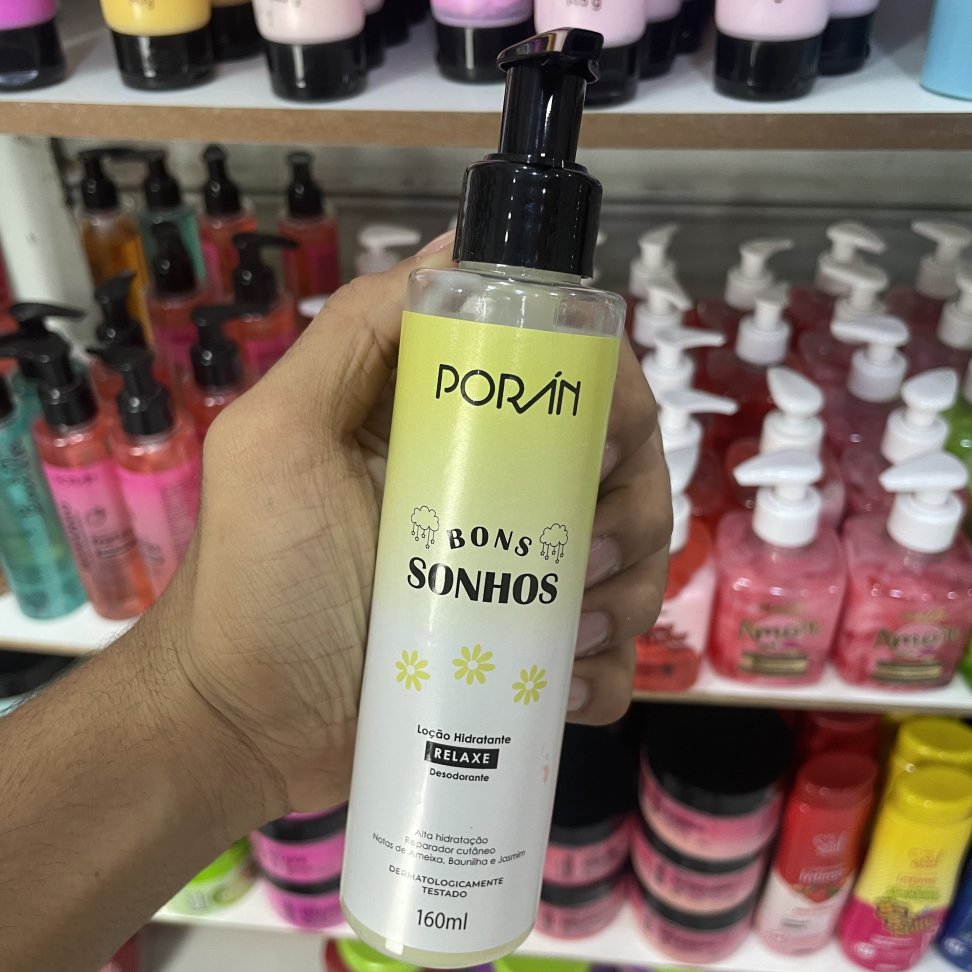 PORÁN
BONS
SONHOS
Loção Hidratante
RELAXE
Desodorante
Alta hidratação
Reparador cutâneo
Notas de Ameixa, Baunilha e Jasmim
DERMATOLOGICAMENTE
TESTADO
160ml